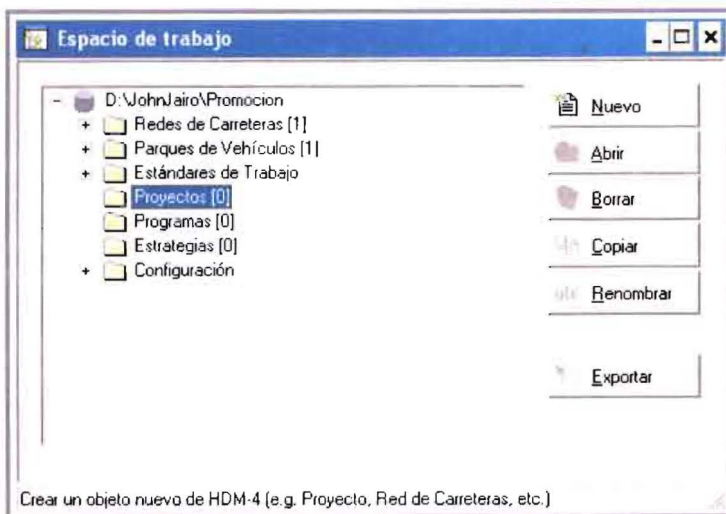 Espacio de trabajo
D:\JohnJairo\Promocion
Redes de Carreteras [1]
Parques de Vehículos [1]
Estándares de Trabajo
Proyectos [0]
Programas [0]
Estrategias [0]
Configuración
Nuevo
Abrir
Borrar
Copiar
Renombrar
Exportar
Crear un objeto nuevo de HDM-4 (e.g. Proyecto, Red de Carreteras, etc.)